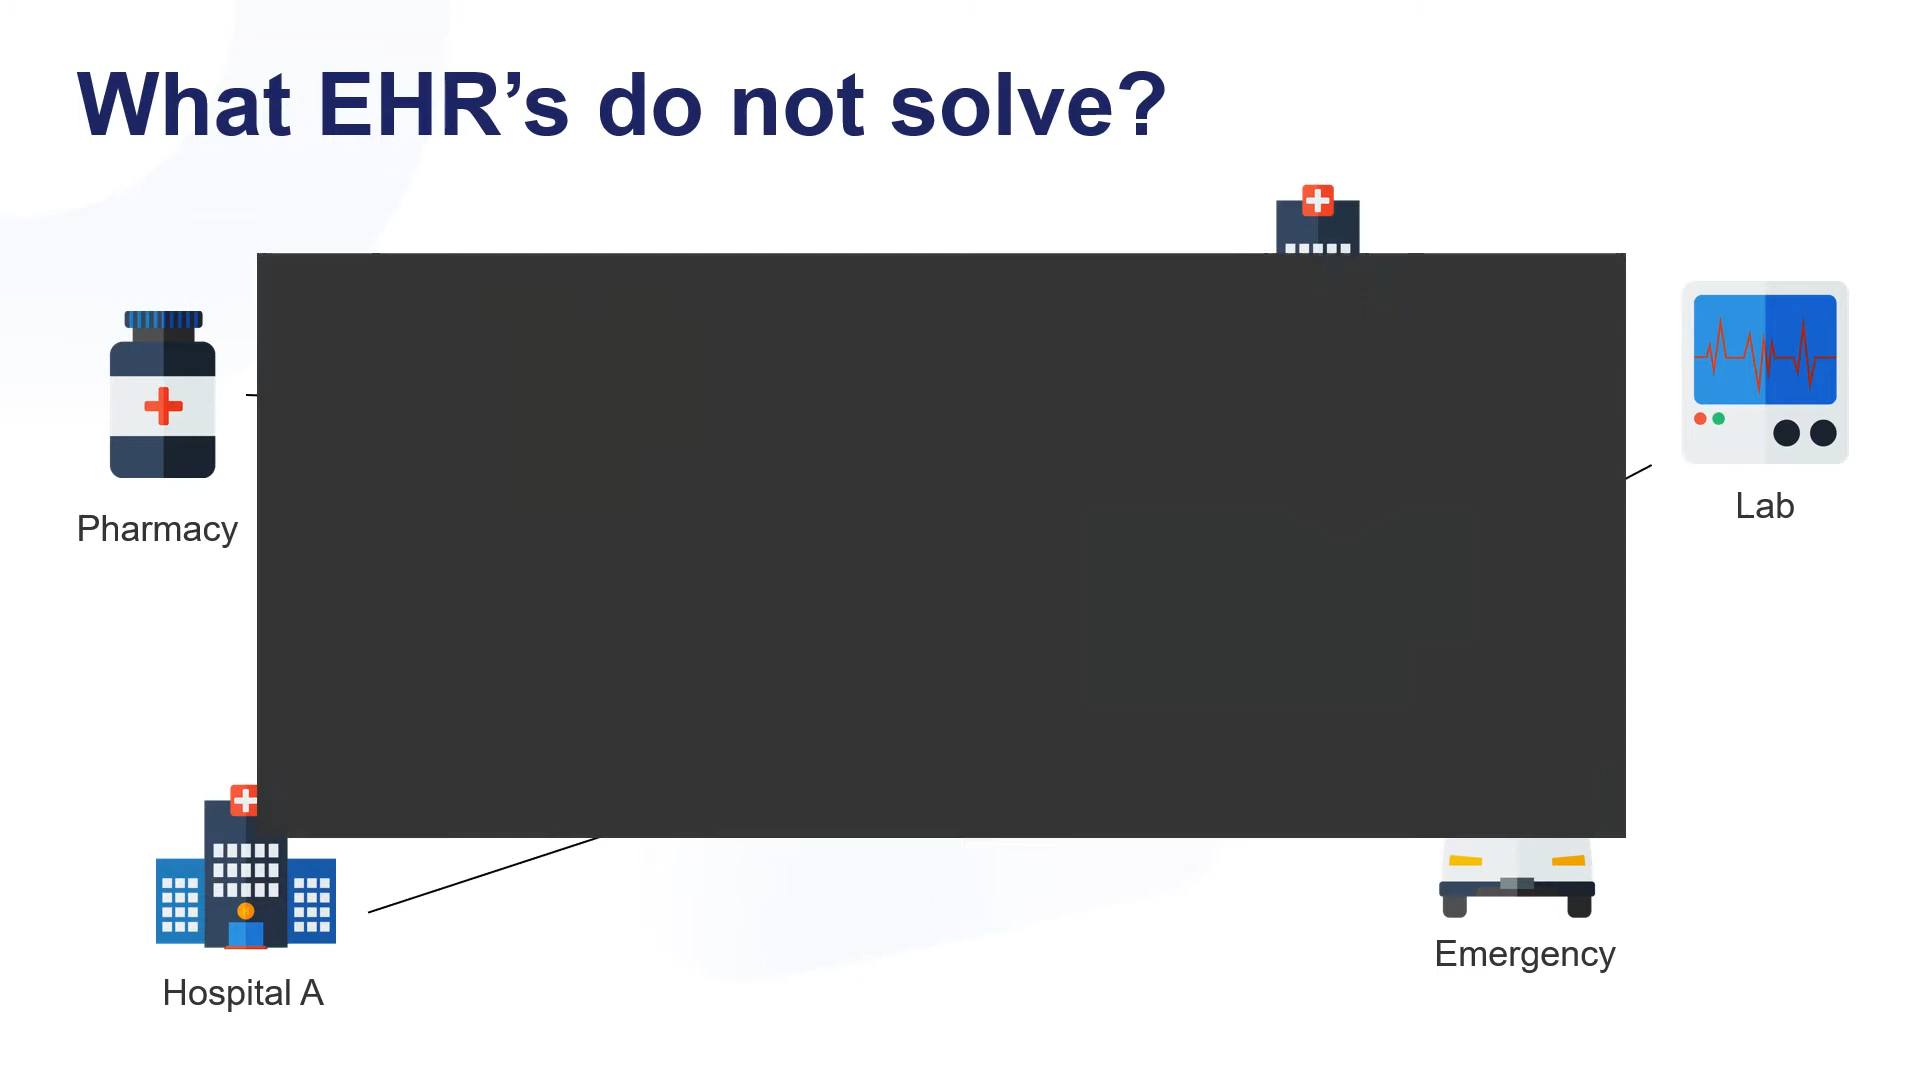 What EHR’s do not solve?
Pharmacy
Lab
Hospital A
Emergency